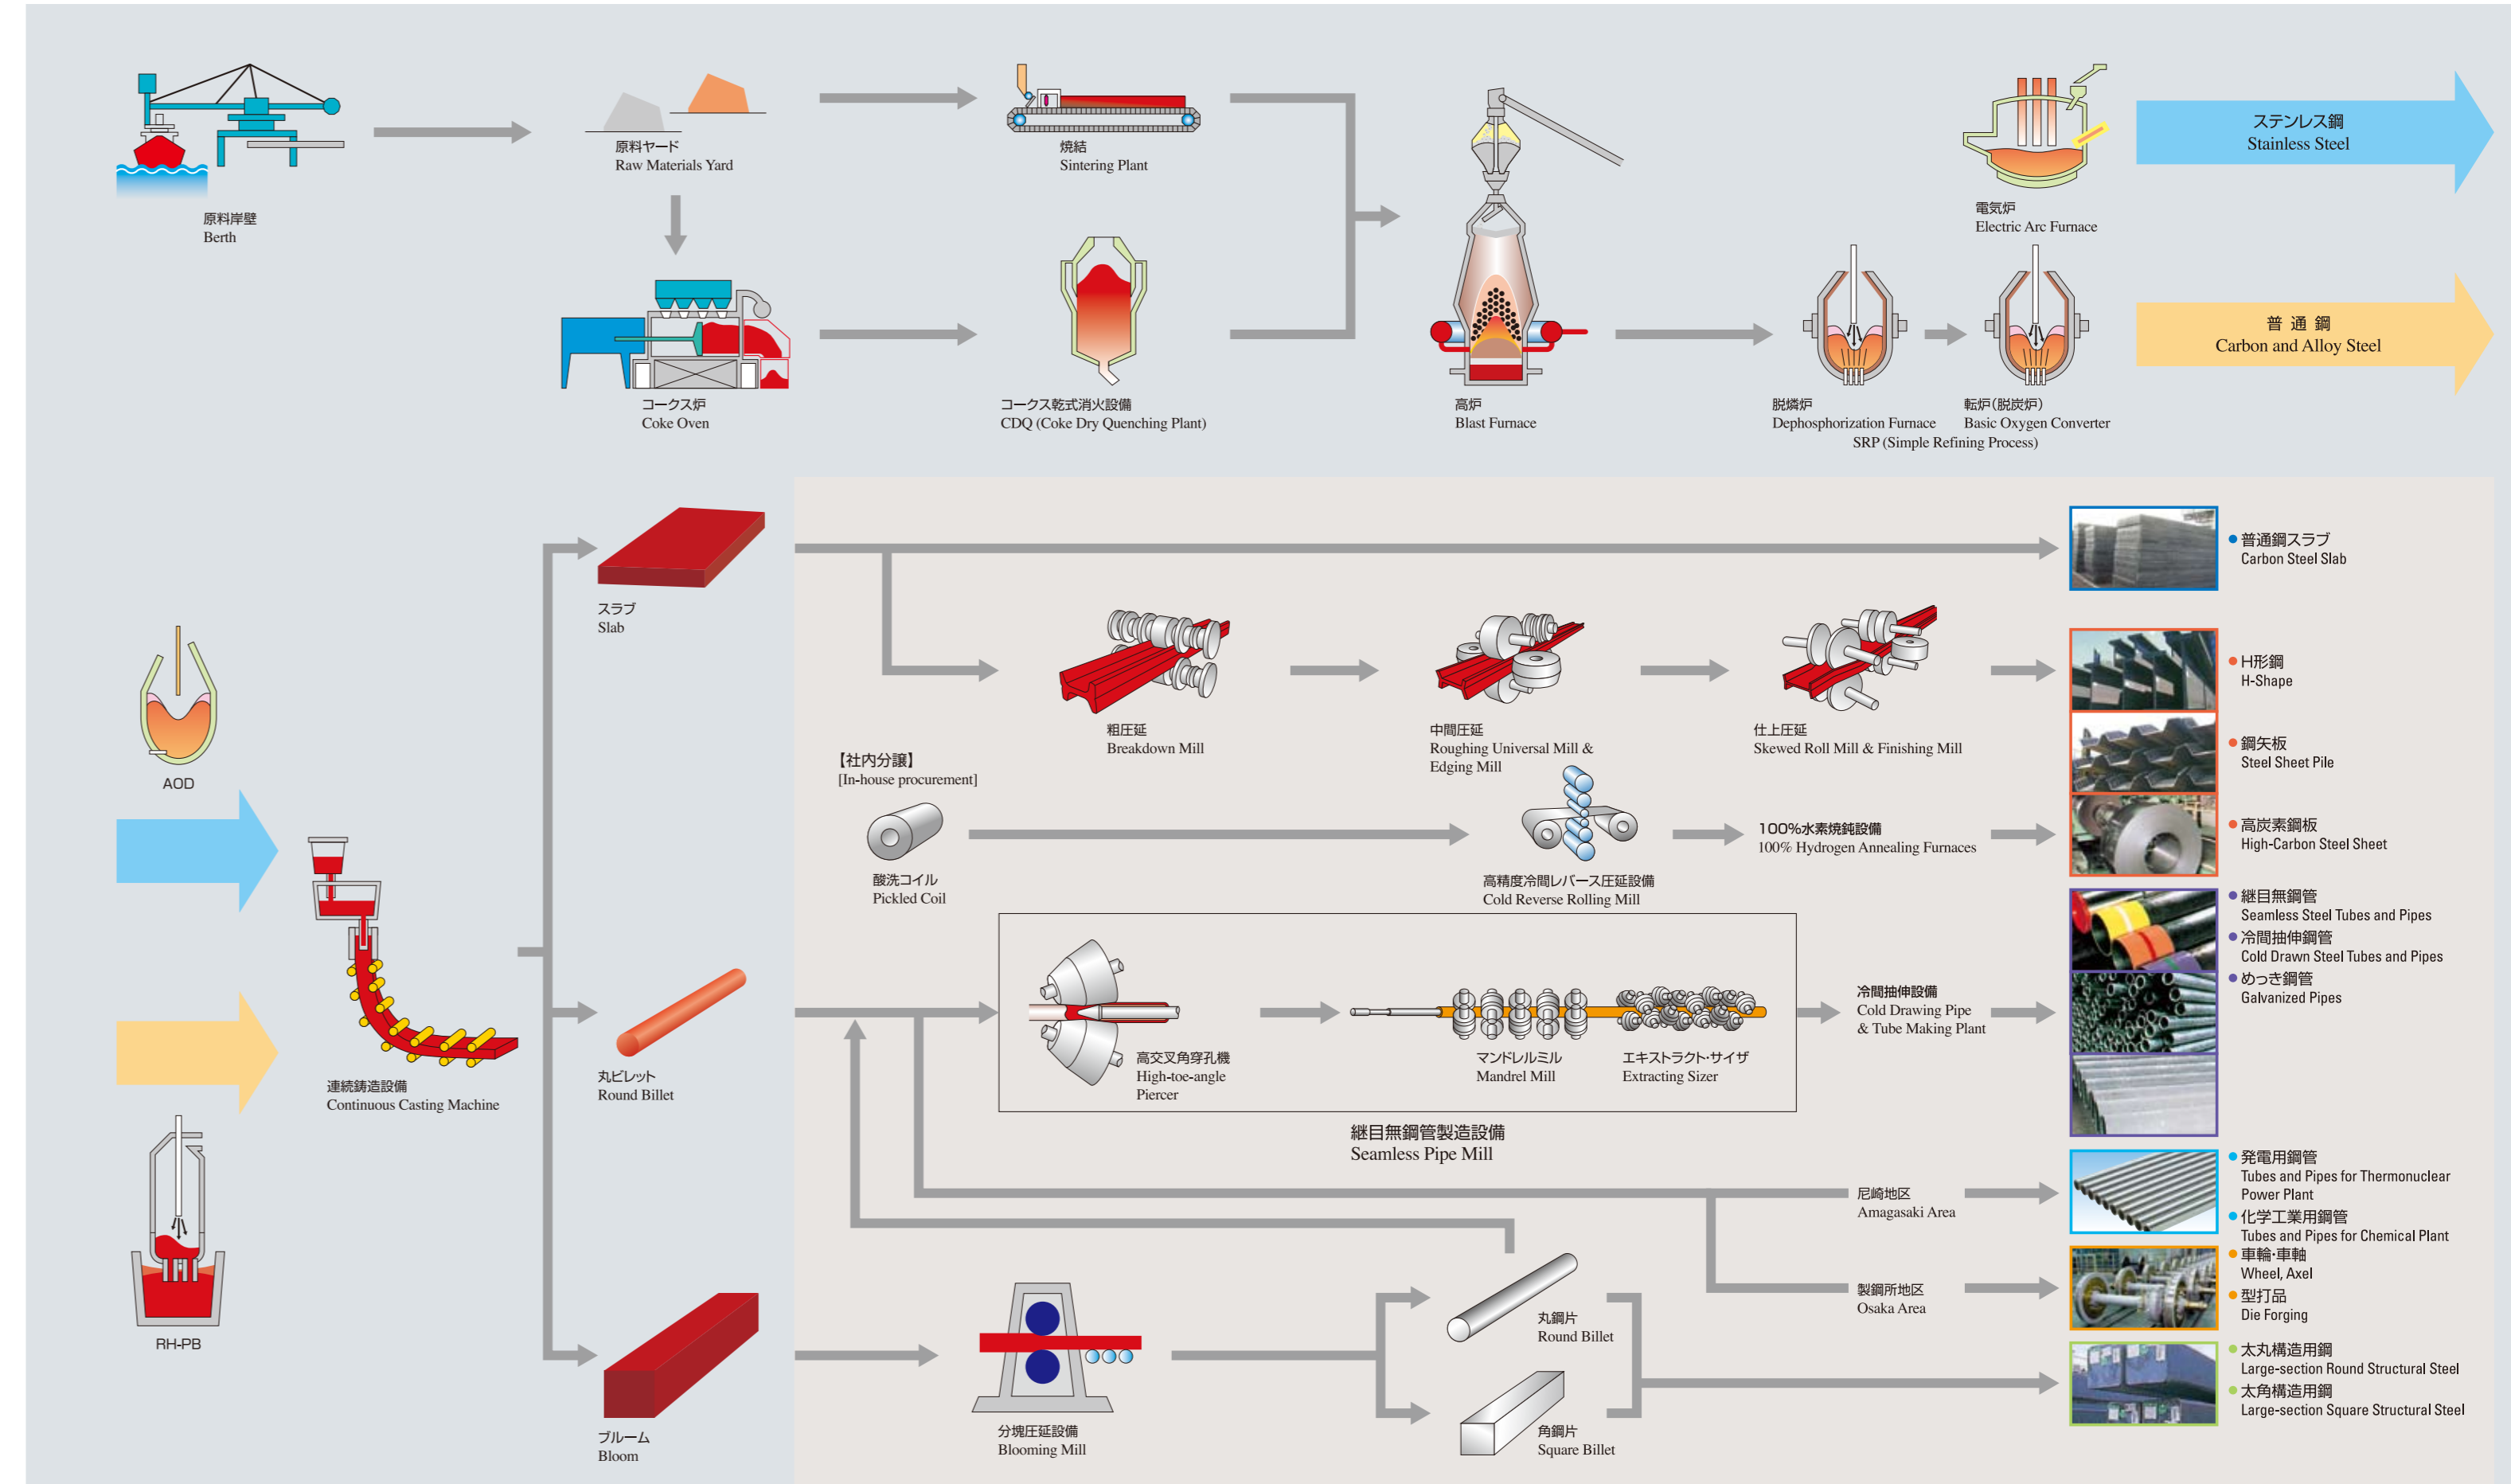 原料岸壁
Berth
原料ヤード
Raw Materials Yard
焼結
Sintering Plant
コークス炉
Coke Oven
コークス乾式消火設備
CDQ (Coke Dry Quenching Plant)
高炉
Blast Furnace
電気炉
Electric Arc Furnace
脱燐炉
Dephosphorization Furnace
転炉(脱炭炉)
Basic Oxygen Converter
SRP (Simple Refining Process)
ステンレス鋼
Stainless Steel
普通鋼
Carbon and Alloy Steel
AOD
RH-PB
連続鋳造設備
Continuous Casting Machine
スラブ
Slab
丸ビレット
Round Billet
ブルーム
Bloom
粗圧延
Breakdown Mill
中間圧延
Roughing Universal Mill &
Edging Mill
仕上圧延
Skewed Roll Mill & Finishing Mill
【社内分譲】
[In-house procurement]
酸洗コイル
Pickled Coil
高精度冷間レバース圧延設備
Cold Reverse Rolling Mill
100%水素焼鈍設備
100% Hydrogen Annealing Furnaces
高交叉角穿孔機
High-toe-angle
Piercer
マンドレルミル
Mandrel Mill
エキストラクト・サイザ
Extracting Sizer
継目無鋼管製造設備
Seamless Pipe Mill
冷間抽伸設備
Cold Drawing Pipe
& Tube Making Plant
尼崎地区
Amagasaki Area
製鋼所地区
Osaka Area
分塊圧延設備
Blooming Mill
丸鋼片
Round Billet
角鋼片
Square Billet
●普通鋼スラブ
Carbon Steel Slab
●H形鋼
H-Shape
●鋼矢板
Steel Sheet Pile
●高炭素鋼板
High-Carbon Steel Sheet
●継目無鋼管
Seamless Steel Tubes and Pipes
●冷間抽伸鋼管
Cold Drawn Steel Tubes and Pipes
●めっき鋼管
Galvanized Pipes
●発電用鋼管
Tubes and Pipes for Thermonuclear
Power Plant
●化学工業用鋼管
Tubes and Pipes for Chemical Plant
●車輪・車軸
Wheel, Axel
●型打品
Die Forging
●太丸構造用鋼
Large-section Round Structural Steel
●太角構造用鋼
Large-section Square Structural Steel